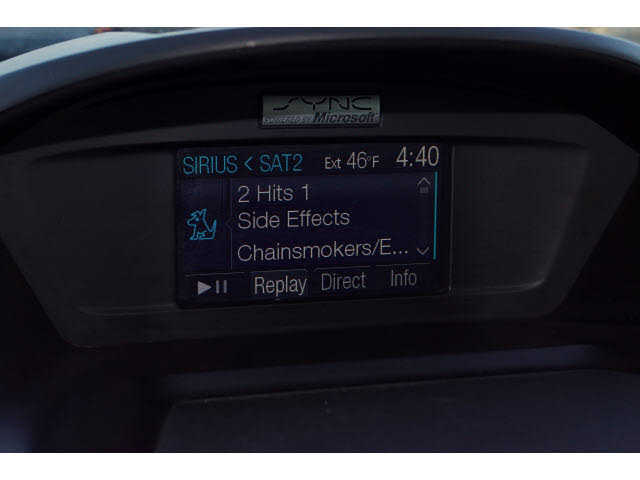 SYNC
POWERED BY Microsoft
SIRIUS < SAT2 Ext 46°F 4:40
2 Hits 1
Side Effects
Chainsmokers/E...
Replay Direct Info